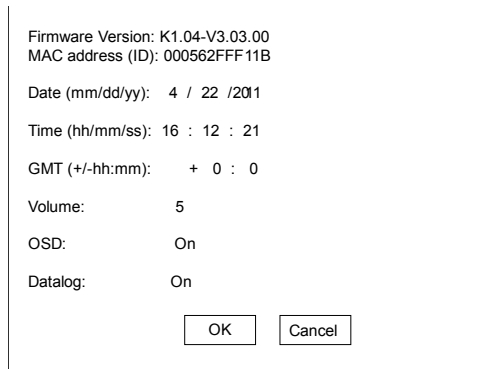 Firmware Version: K1.04-V3.03.00
MAC address (ID): 000562FFF11B
Date (mm/dd/yy): 4 / 22 /2011
Time (hh/mm/ss): 16 : 12 : 21
GMT (+/-hh:mm): + 0 : 0
Volume: 5
OSD: On
Datalog: On
OK Cancel